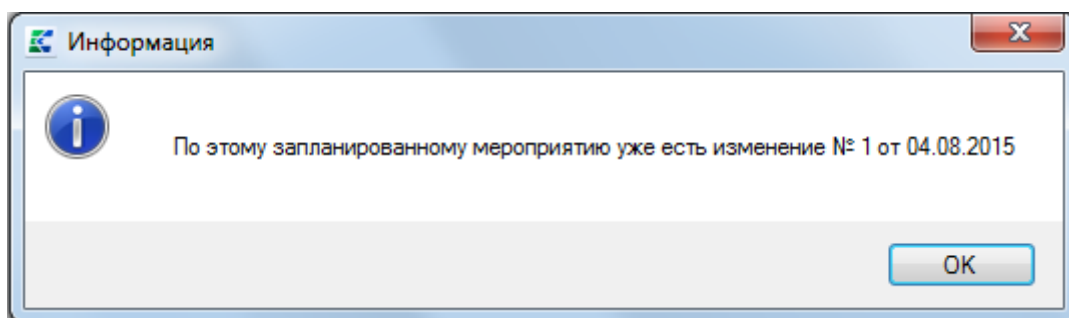 Информация
По этому запланированному мероприятию уже есть изменение № 1 от 04.08.2015
OK